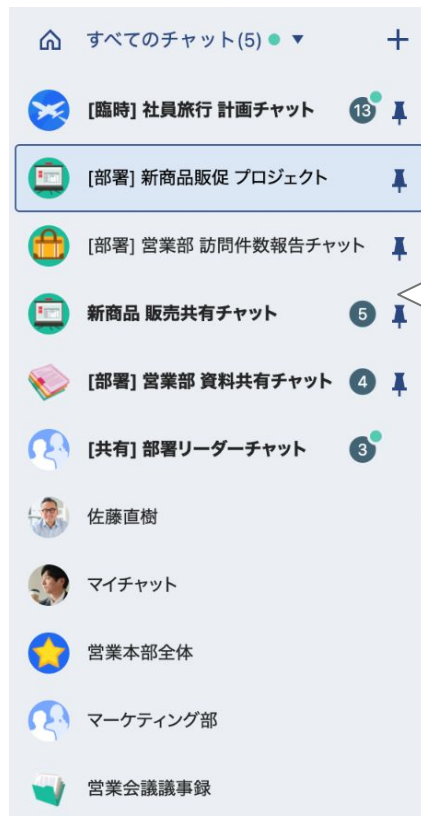 すべてのチャット(5)
[臨時] 社員旅行 計画チャット 13
[部署] 新商品販促 プロジェクト
[部署] 営業部 訪問件数報告チャット
新商品 販売共有チャット 5
[部署] 営業部 資料共有チャット 4
[共有] 部署リーダーチャット 3
佐藤直樹
マイチャット
営業本部全体
マーケティング部
営業会議議事録